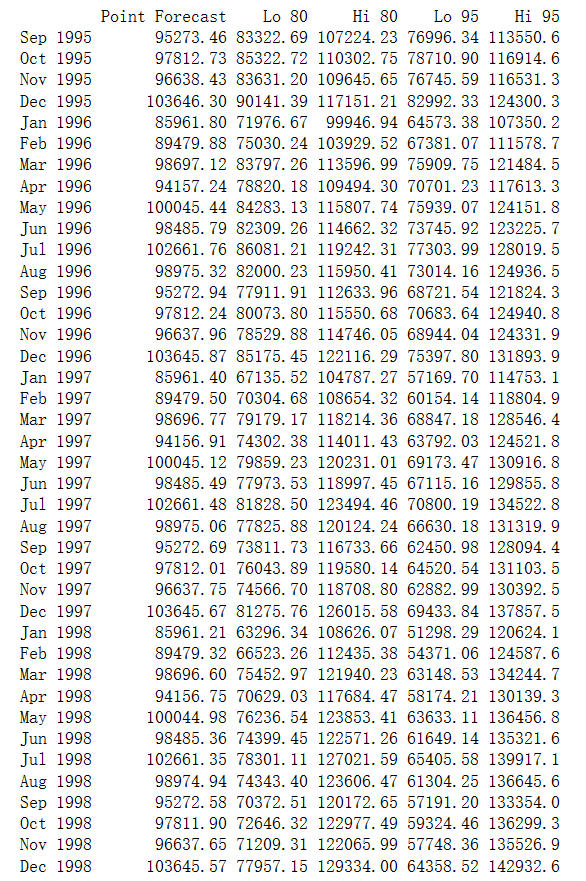 Point Forecast Lo 80 Hi 80 Lo 95 Hi 95
Sep 1995 95273.46 83322.69 107224.23 76996.34 113550.6
Oct 1995 97812.73 85322.72 110302.75 78710.90 116914.6
Nov 1995 96638.43 83631.20 109645.65 76745.59 116531.3
Dec 1995 103646.30 90141.39 117151.21 82992.33 124300.3
Jan 1996 85961.80 71976.67 99946.94 64573.38 107350.2
Feb 1996 89479.88 75030.24 103929.52 67381.07 111578.7
Mar 1996 98697.12 83797.26 113596.99 75909.75 121484.5
Apr 1996 94157.24 78820.18 109494.30 70701.23 117613.3
May 1996 100045.44 84283.13 115807.74 75939.07 124151.8
Jun 1996 98485.79 82309.26 114662.32 73745.92 123225.7
Jul 1996 102661.76 86081.21 119242.31 77303.99 128019.5
Aug 1996 98975.32 82000.23 115950.41 73014.16 124936.5
Sep 1996 95272.94 77911.91 112633.96 68721.54 121824.3
Oct 1996 97812.24 80073.80 115550.68 70683.64 124940.8
Nov 1996 96637.96 78529.88 114746.05 68944.04 124331.9
Dec 1996 103645.87 85175.45 122116.29 75397.80 131893.9
Jan 1997 85961.40 67135.52 104787.27 57169.70 114753.1
Feb 1997 89479.50 70304.68 108654.32 60154.14 118804.9
Mar 1997 98696.77 79179.17 118214.36 68847.18 128546.4
Apr 1997 94156.91 74302.38 114011.43 63792.03 124521.8
May 1997 100045.12 79859.23 120231.01 69173.47 130916.8
Jun 1997 98485.49 77973.53 118997.45 67115.16 129855.8
Jul 1997 102661.48 81828.50 123494.46 70800.19 134522.8
Aug 1997 98975.06 77825.88 120124.24 66630.18 131319.9
Sep 1997 95272.69 73811.73 116733.66 62450.98 128094.4
Oct 1997 97812.01 76043.89 119580.14 64520.54 131103.5
Nov 1997 96637.75 74566.70 118708.80 62882.99 130392.5
Dec 1997 103645.67 81275.76 126015.58 69433.84 137857.5
Jan 1998 85961.21 63296.34 108626.07 51298.29 120624.1
Feb 1998 89479.32 66523.26 112435.38 54371.06 124587.6
Mar 1998 98696.60 75452.97 121940.23 63148.53 134244.7
Apr 1998 94156.75 70629.03 117684.47 58174.21 130139.3
May 1998 100044.98 76236.54 123853.41 63633.11 136456.8
Jun 1998 98485.36 74399.45 122571.26 61649.14 135321.6
Jul 1998 102661.35 78301.11 127021.59 65405.58 139917.1
Aug 1998 98974.94 74343.40 123606.47 61304.25 136645.6
Sep 1998 95272.58 70372.51 120172.65 57191.20 133354.0
Oct 1998 97811.90 72646.32 122977.49 59324.46 136299.3
Nov 1998 96637.65 71209.31 122065.99 57748.36 135526.9
Dec 1998 103645.57 77957.15 129334.00 64358.52 142932.6